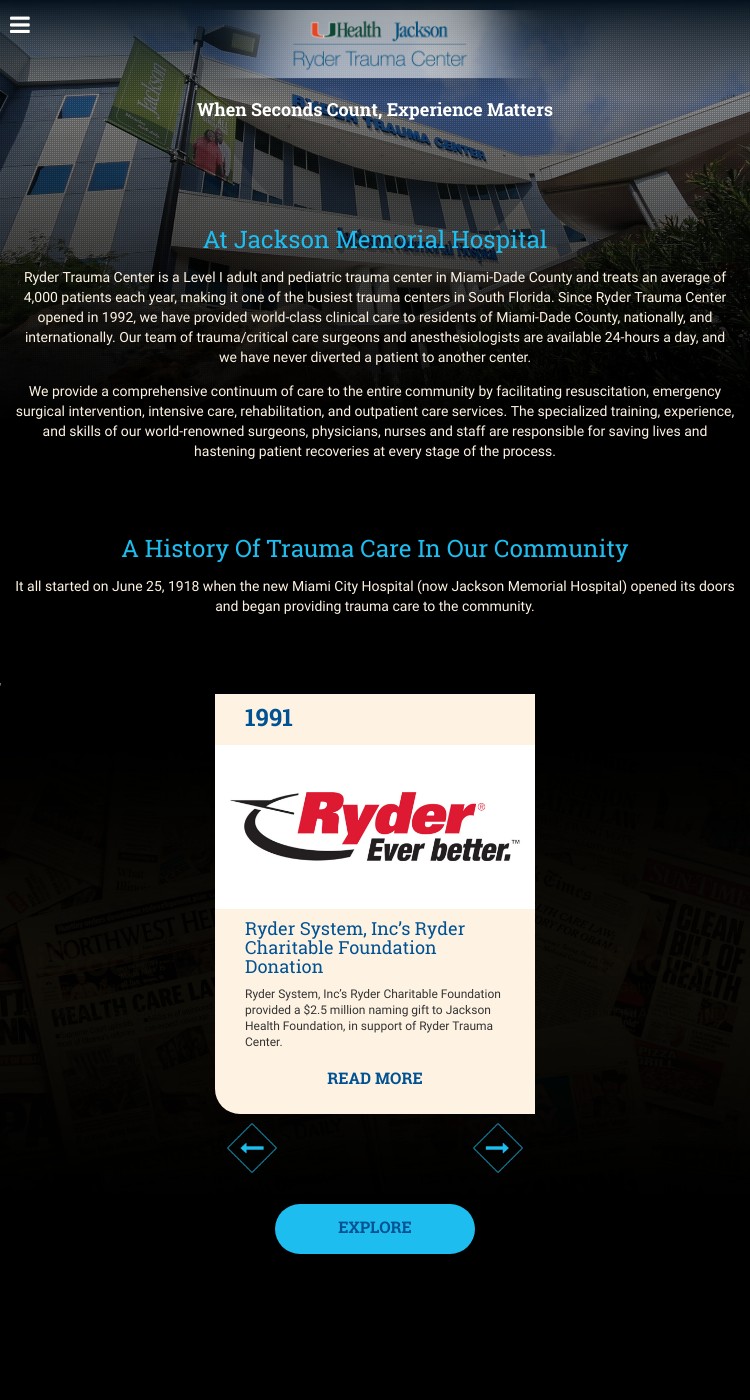 UHealth Jackson
Ryder Trauma Center
Jackson
When Seconds Count, Experience Matters
RYDER TRAUMA CENTER
At Jackson Memorial Hospital
Ryder Trauma Center is a Level I adult and pediatric trauma center in Miami-Dade County and treats an average of
4,000 patients each year, making it one of the busiest trauma centers in South Florida. Since Ryder Trauma Center
opened in 1992, we have provided world-class clinical care to residents of Miami-Dade County, nationally, and
internationally. Our team of trauma/critical care surgeons and anesthesiologists are available 24-hours a day, and
we have never diverted a patient to another center.
We provide a comprehensive continuum of care to the entire community by facilitating resuscitation, emergency
surgical intervention, intensive care, rehabilitation, and outpatient care services. The specialized training, experience,
and skills of our world-renowned surgeons, physicians, nurses and staff are responsible for saving lives and
hastening patient recoveries at every stage of the process.
A History Of Trauma Care In Our Community
It all started on June 25, 1918 when the new Miami City Hospital (now Jackson Memorial Hospital) opened its doors
and began providing trauma care to the community.
1991
Ryder®
Ever better.™
Ryder System, Inc’s Ryder
Charitable Foundation
Donation
Ryder System, Inc’s Ryder Charitable Foundation
provided a $2.5 million naming gift to Jackson
Health Foundation, in support of Ryder Trauma
Center.
READ MORE
NORTHWEST HE
HEALTH CARE LA
EXPLORE